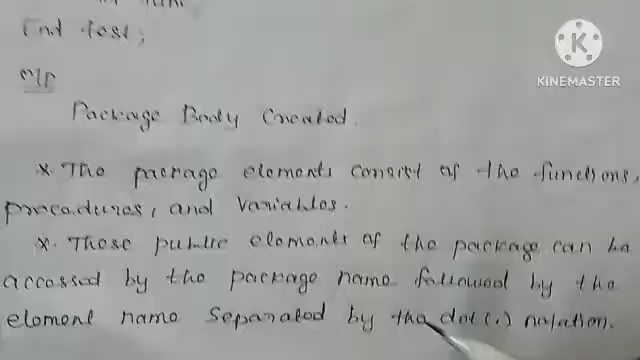 End test;
O/P
Package Body Created.
K
KINEMASTER
* The package elements consist of the functions,
procedures, and variables.
* These public elements of the package can be
accessed by the package name followed by the
element name separated by the dot (.) notation.